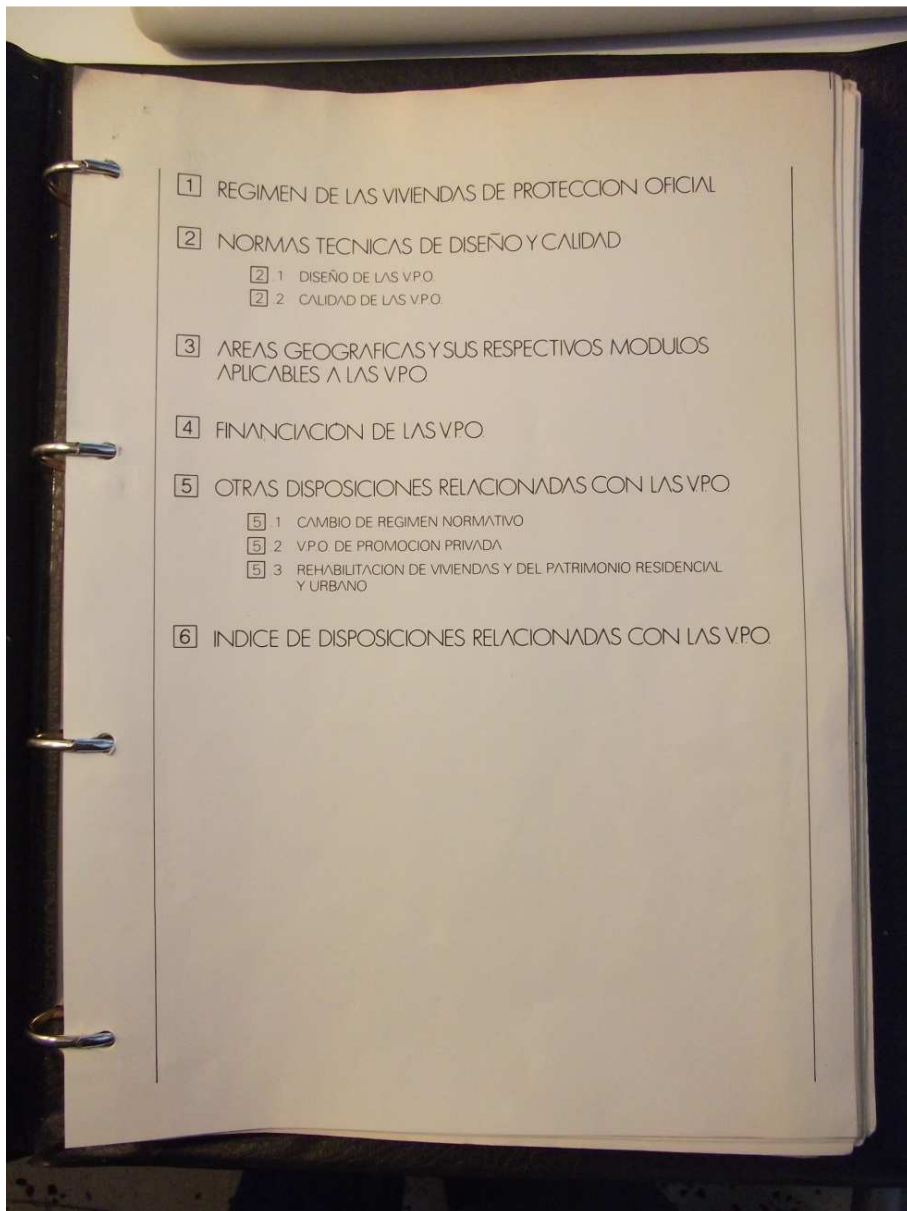 1 REGIMEN DE LAS VIVIENDAS DE PROTECCION OFICIAL
2 NORMAS TECNICAS DE DISEÑO Y CALIDAD
2.1 DISEÑO DE LAS V.P.O.
2.2 CALIDAD DE LAS V.P.O.
3 AREAS GEOGRAFICAS Y SUS RESPECTIVOS MODULOS
APLICABLES A LAS V.P.O
4 FINANCIACIÓN DE LAS V.P.O.
5 OTRAS DISPOSICIONES RELACIONADAS CON LAS V.P.O
5.1 CAMBIO DE REGIMEN NORMATIVO
5.2 V.P.O. DE PROMOCION PRIVADA
5.3 REHABILITACION DE VIVIENDAS Y DEL PATRIMONIO RESIDENCIAL
Y URBANO
6 INDICE DE DISPOSICIONES RELACIONADAS CON LAS V.P.O.